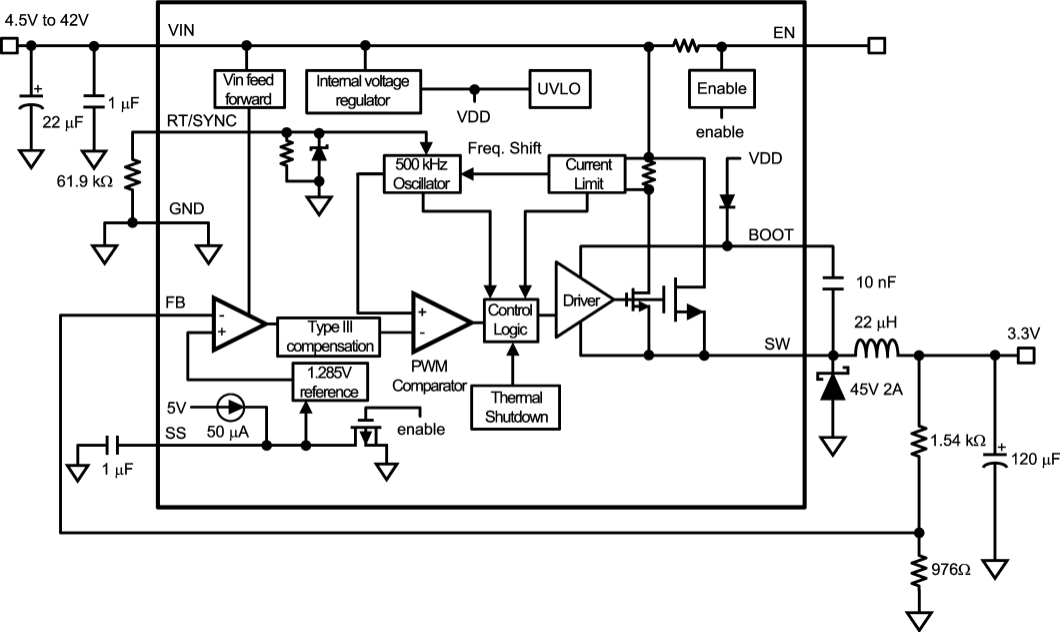 4.5V to 42V
VIN
EN
Vin feed
forward
Internal voltage
regulator
UVLO
Enable
+
1 μF
22 μF
VDD
enable
RT/SYNC
61.9 kΩ
500 kHz
Oscillator
Freq. Shift
Current
Limit
VDD
GND
BOOT
10 nF
FB
-
+
Type III
compensation
+
-
PWM
Comparator
Control
Logic
Driver
22 μH
3.3V
SW
1.285V
reference
45V 2A
5V
50 μA
SS
enable
Thermal
Shutdown
1 μF
1.54 kΩ
+
120 μF
976Ω